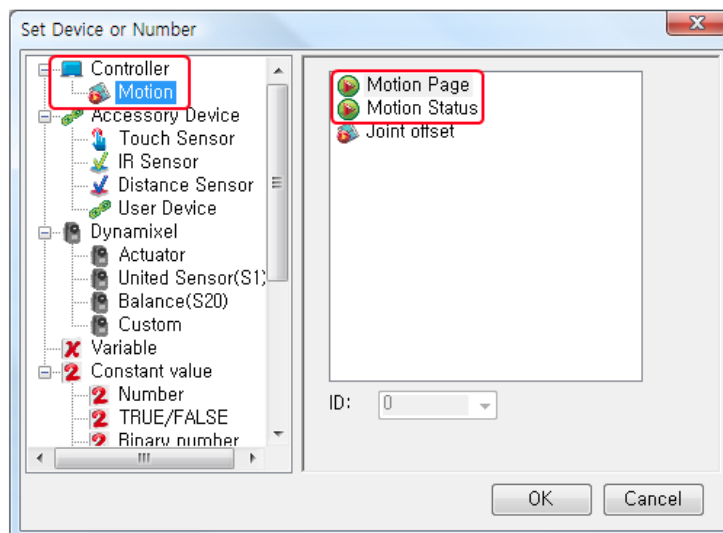 Set Device or Number
Controller
Motion
Accessory Device
Touch Sensor
IR Sensor
Distance Sensor
User Device
Dynamixel
Actuator
United Sensor(S1)
Balance(S20)
Custom
Variable
Constant value
Number
TRUE/FALSE
Binary number
Motion Page
Motion Status
Joint offset
ID: 0
OK Cancel